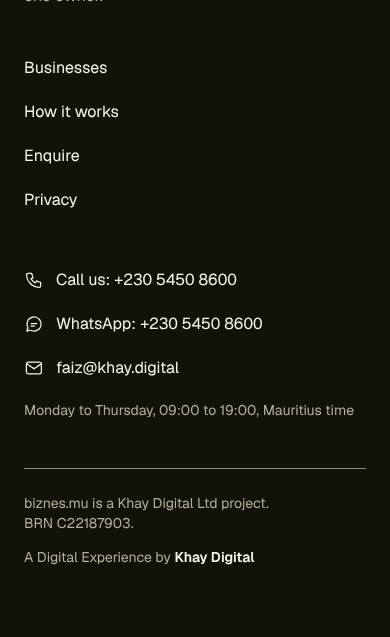 Businesses
How it works
Enquire
Privacy
Call us: +230 5450 8600
WhatsApp: +230 5450 8600
faiz@khay.digital
Monday to Thursday, 09:00 to 19:00, Mauritius time
biznes.mu is a Khay Digital Ltd project.
BRN C22187903.
A Digital Experience by Khay Digital